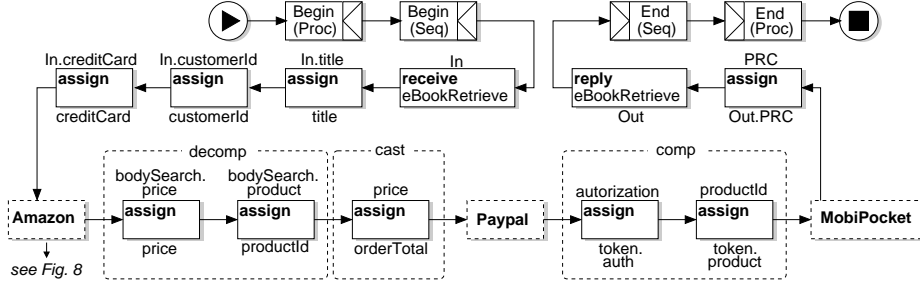 Begin
(Proc)
Begin
(Seq)
End
(Seq)
End
(Proc)
In.creditCard
assign
creditCard
In.customerId
assign
customerId
In.title
assign
title
In
receive
eBookRetrieve
reply
eBookRetrieve
Out
PRC
assign
Out.PRC
decomp
cast
comp
Amazon
see Fig. 8
bodySearch.
price
assign
price
bodySearch.
product
assign
productId
price
assign
orderTotal
Paypal
autorization
assign
token.
auth
productId
assign
token.
product
MobiPocket